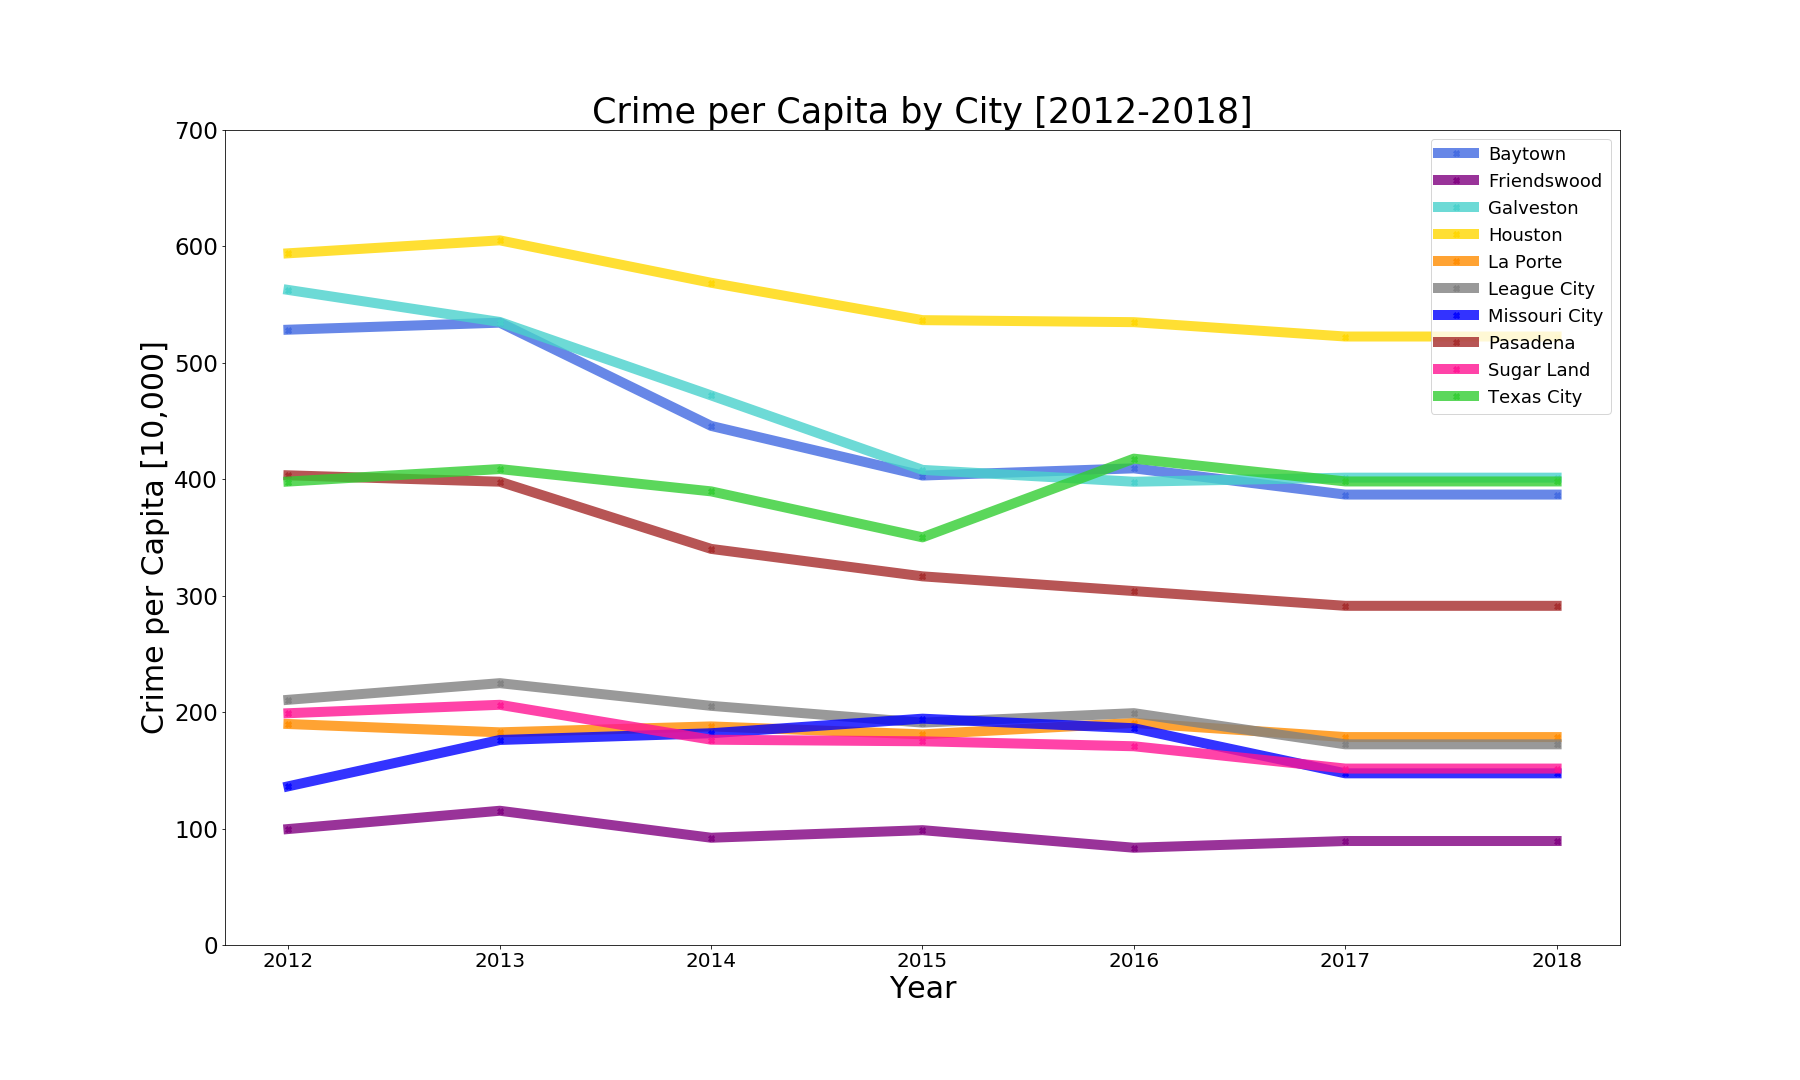 Crime per Capita by City [2012-2018]
700
600
500
400
300
200
100
0
Crime per Capita [10,000]
Baytown
Friendswood
Galveston
Houston
La Porte
League City
Missouri City
Pasadena
Sugar Land
Texas City
2012 2013 2014 2015 2016 2017 2018
Year